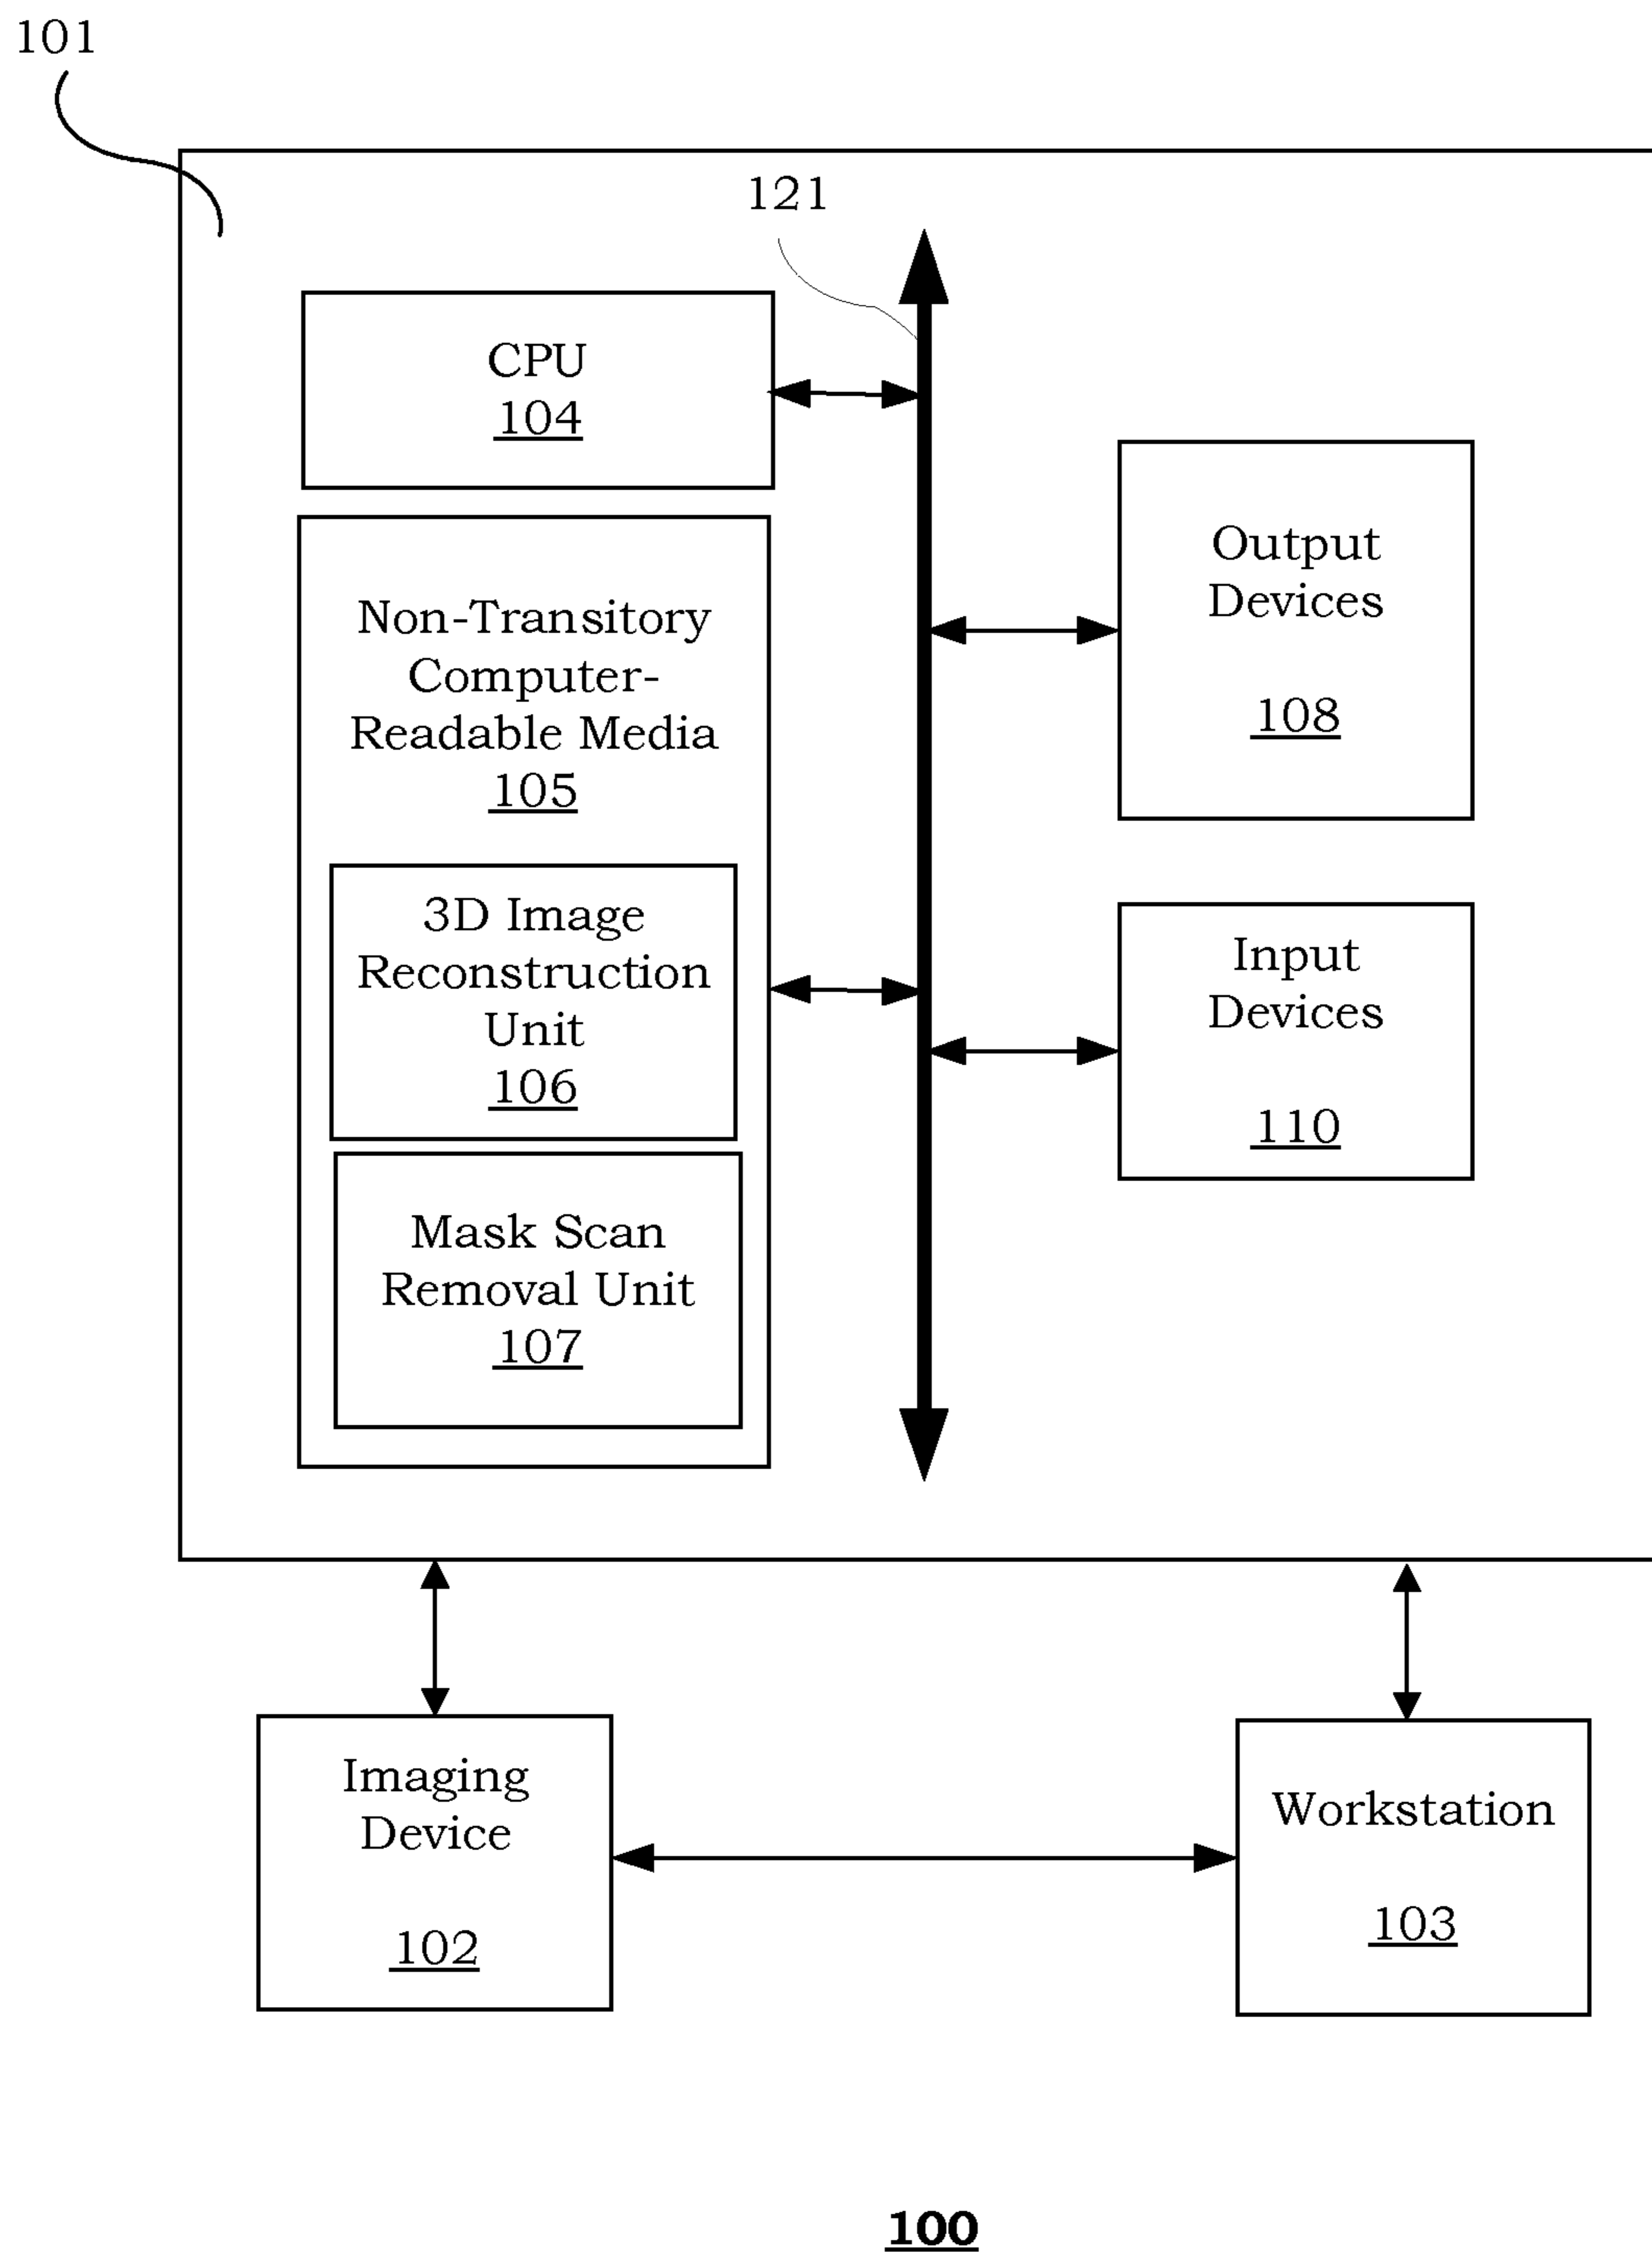 101
121
CPU
104
Non-Transitory
Computer-
Readable Media
105
3D Image
Reconstruction
Unit
106
Mask Scan
Removal Unit
107
Output
Devices
108
Input
Devices
110
Imaging
Device
102
Workstation
103
100